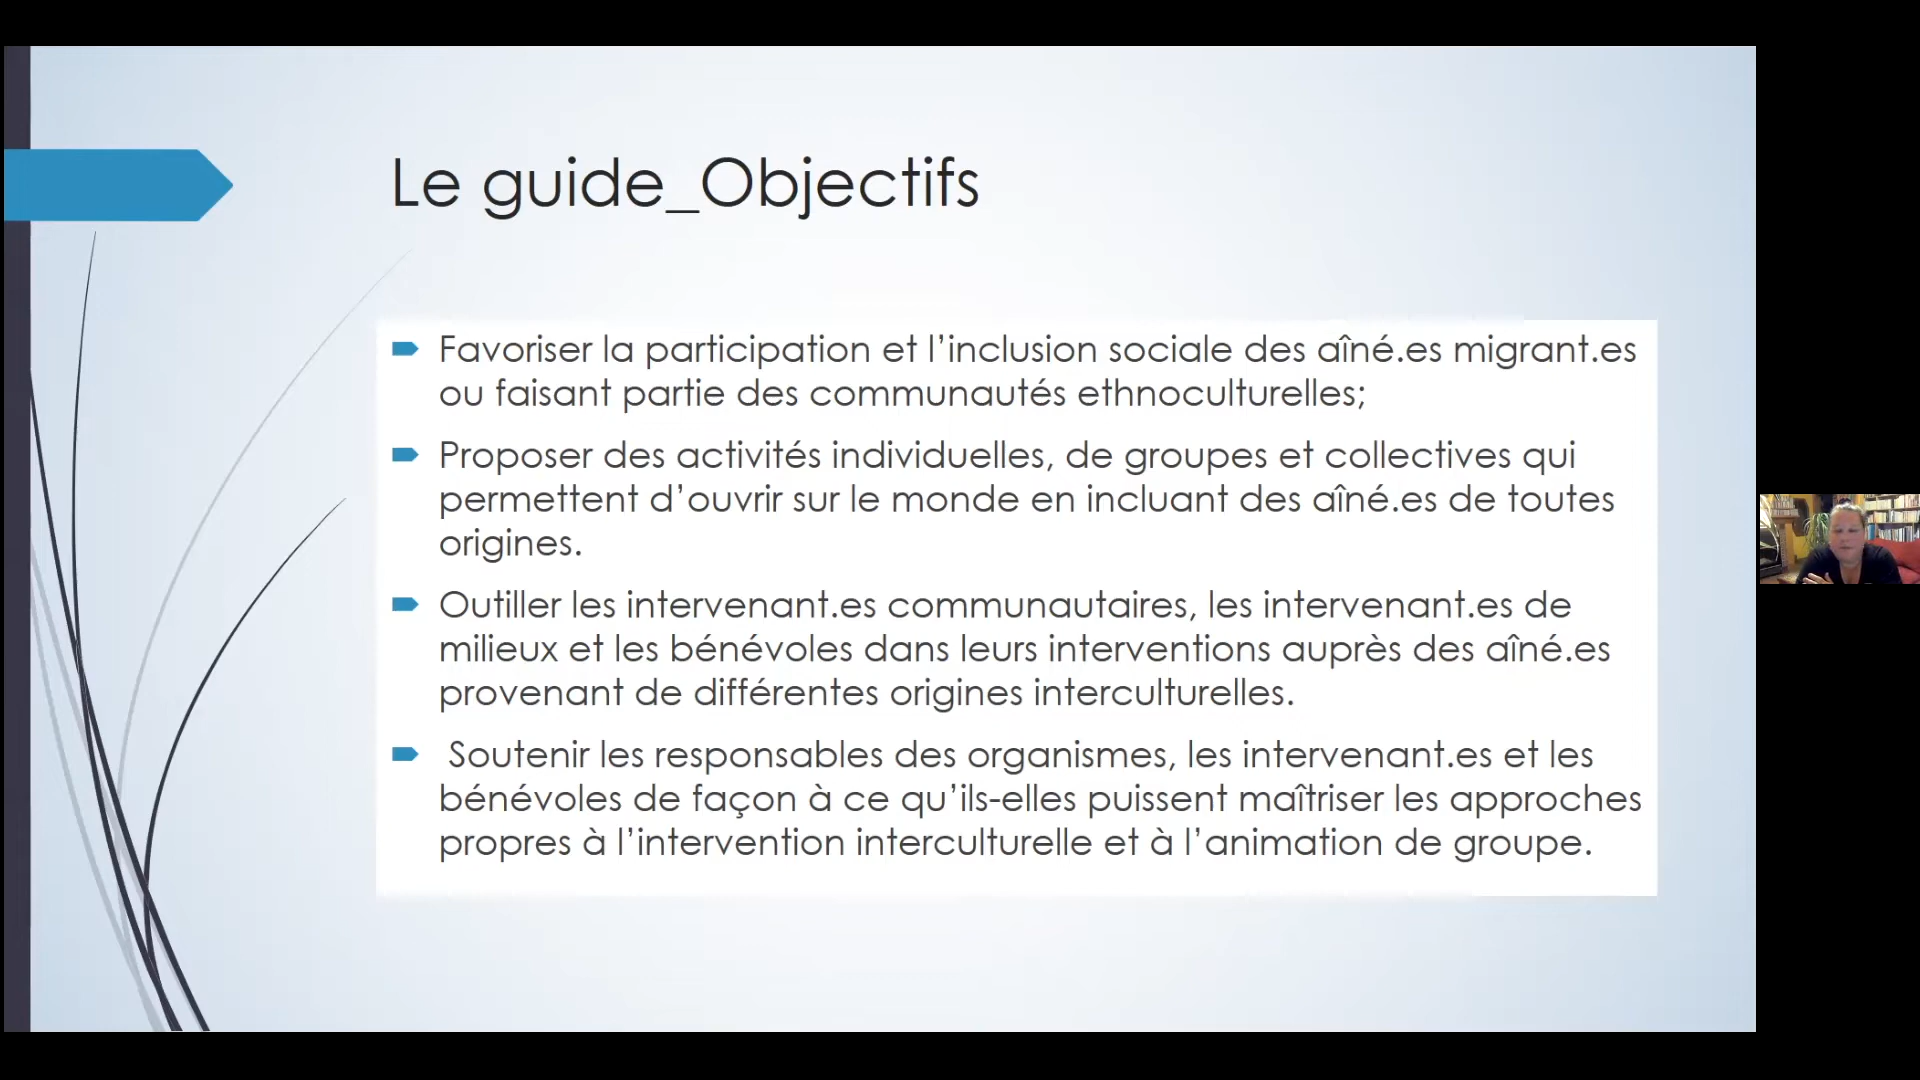 Le guide_Objectifs
Favoriser la participation et l’inclusion sociale des aîné.es migrant.es
ou faisant partie des communautés ethnoculturelles;
Proposer des activités individuelles, de groupes et collectives qui
permettent d’ouvrir sur le monde en incluant des aîné.es de toutes
origines.
Outiller les intervenant.es communautaires, les intervenant.es de
milieux et les bénévoles dans leurs interventions auprès des aîné.es
provenant de différentes origines interculturelles.
Soutenir les responsables des organismes, les intervenant.es et les
bénévoles de façon à ce qu’ils-elles puissent maîtriser les approches
propres à l’intervention interculturelle et à l’animation de groupe.